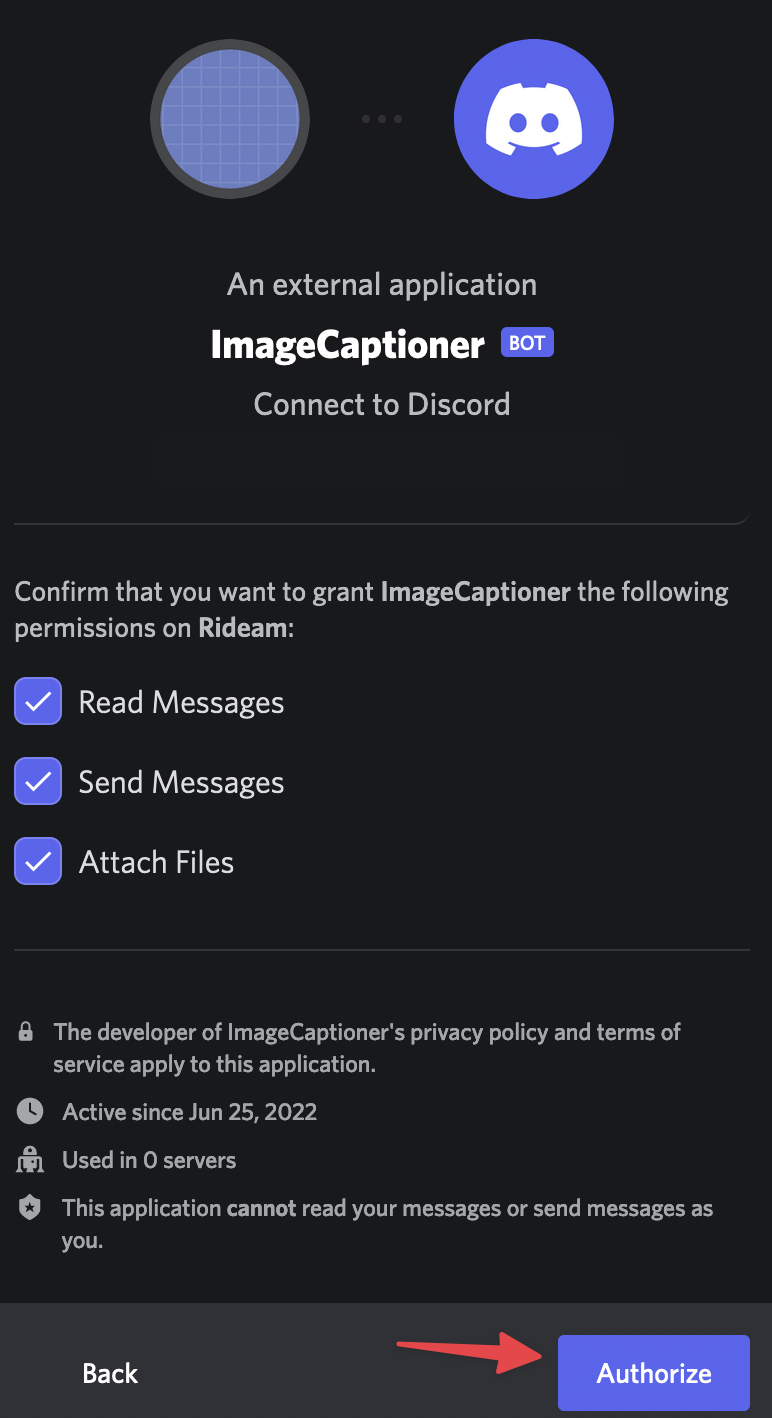 An external application
ImageCaptioner BOT
Connect to Discord
Confirm that you want to grant ImageCaptioner the following
permissions on Rideam:
Read Messages
Send Messages
Attach Files
The developer of ImageCaptioner's privacy policy and terms of
service apply to this application.
Active since Jun 25, 2022
Used in 0 servers
This application cannot read your messages or send messages as
you.
Back
Authorize